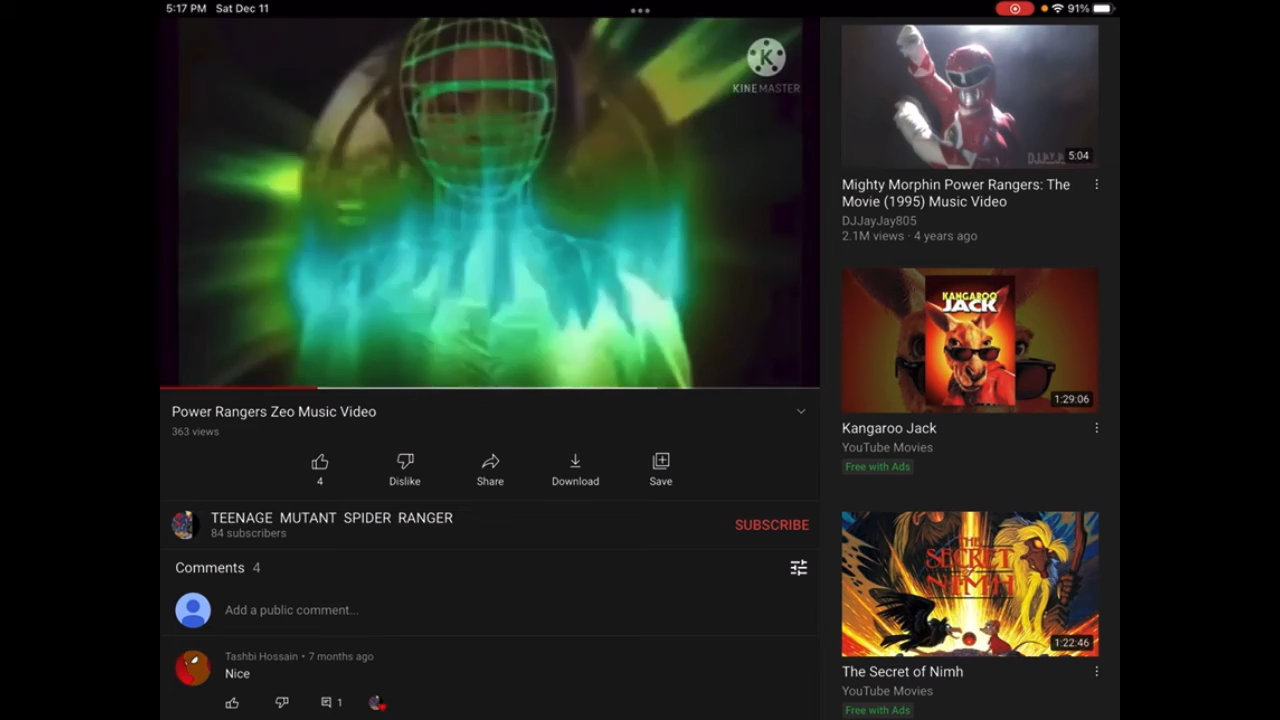 5:17 PM Sat Dec 11
91%
K
KINEMASTER
Power Rangers Zeo Music Video
363 views
4
Dislike
Share
Download
Save
TEENAGE MUTANT SPIDER RANGER
84 subscribers
SUBSCRIBE
Comments 4
Add a public comment...
Tashbi Hossain • 7 months ago
Nice
1
5:04
Mighty Morphin Power Rangers: The
Movie (1995) Music Video
DJJayJay805
2.1M views · 4 years ago
KANGAROO
JACK
1:29:06
Kangaroo Jack
YouTube Movies
Free with Ads
THE
SECRET
OF
NIMH
1:22:46
The Secret of Nimh
YouTube Movies
Free with Ads